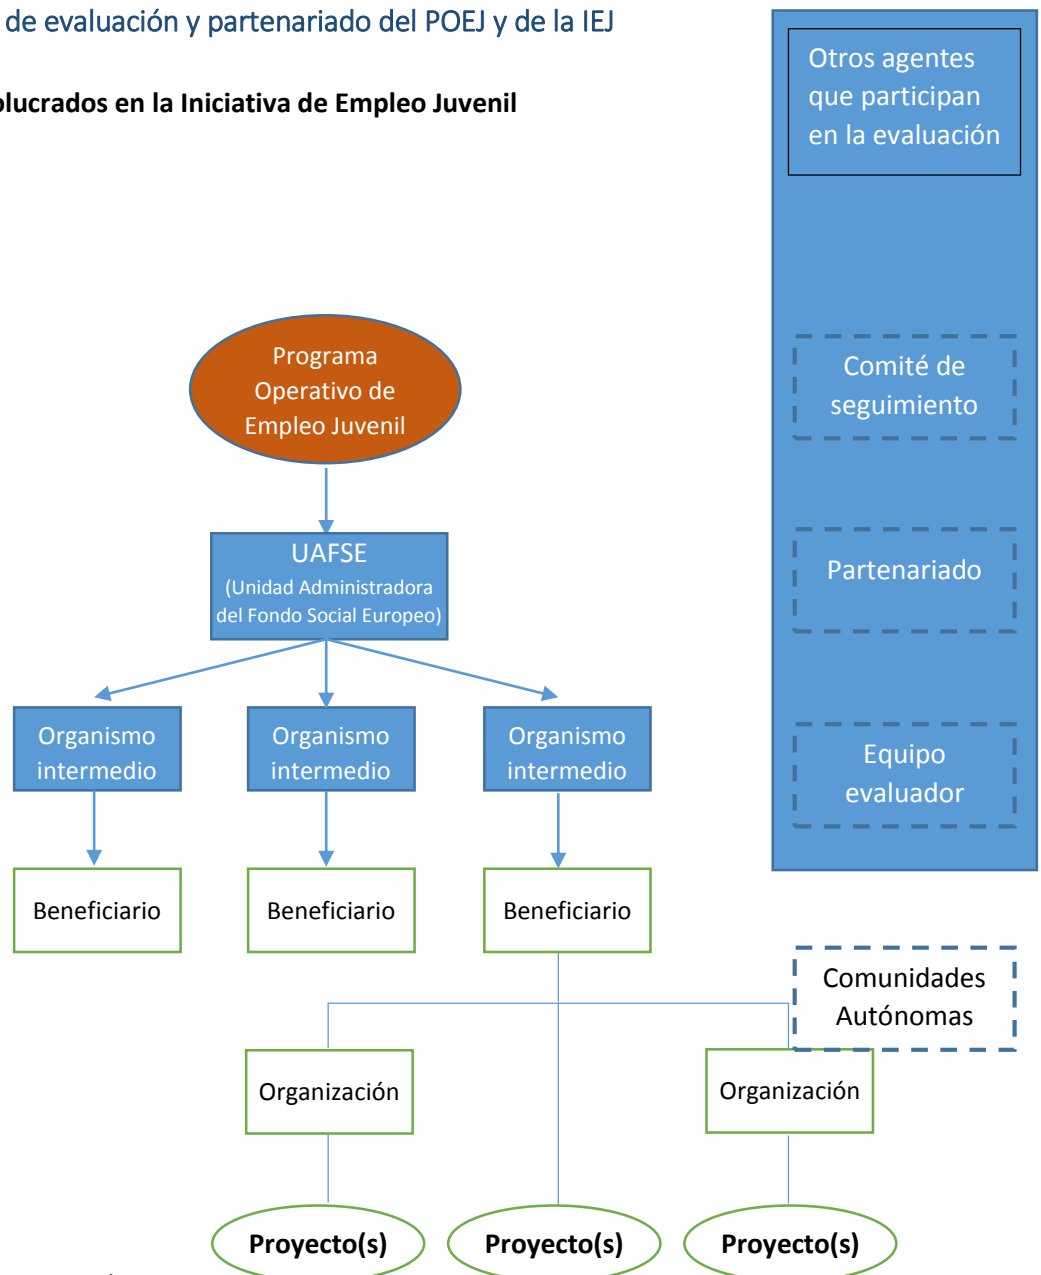 de evaluación y partenariado del POEJ y de la IEJ
en la Iniciativa de Empleo Juvenil
Otros agentes
que participan
en la evaluación
Programa
Operativo de
Empleo Juvenil
Comité de
seguimiento
UAFSE
(Unidad Administradora
del Fondo Social Europeo)
Partenariado
Organismo
intermedio
Organismo
intermedio
Organismo
intermedio
Equipo
evaluador
Beneficiario
Beneficiario
Beneficiario
Comunidades
Autónomas
Organización
Organización
Proyecto(s)
Proyecto(s)
Proyecto(s)